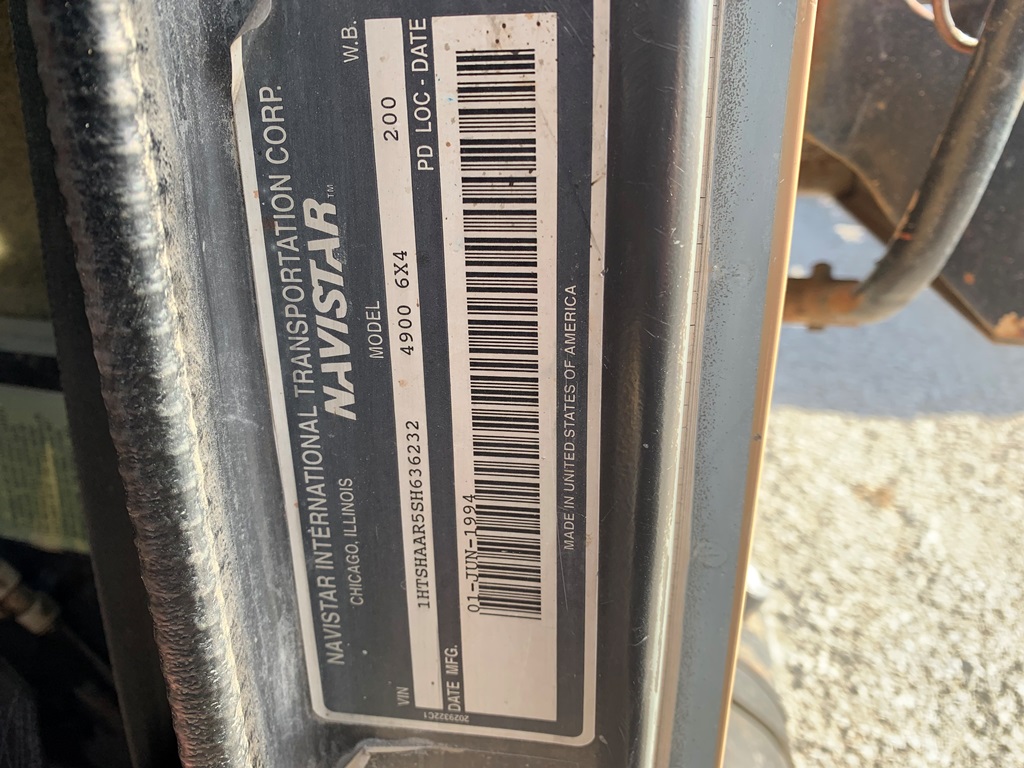 NAVISTAR INTERNATIONAL TRANSPORTATION CORP.
CHICAGO, ILLINOIS
NAVISTAR™
VIN MODEL W.B.
1HTSHAAR5SH636232 4900 6X4 200
DATE MFG. PD LOC - DATE
01-JUN-1994
MADE IN UNITED STATES OF AMERICA
2029322C1